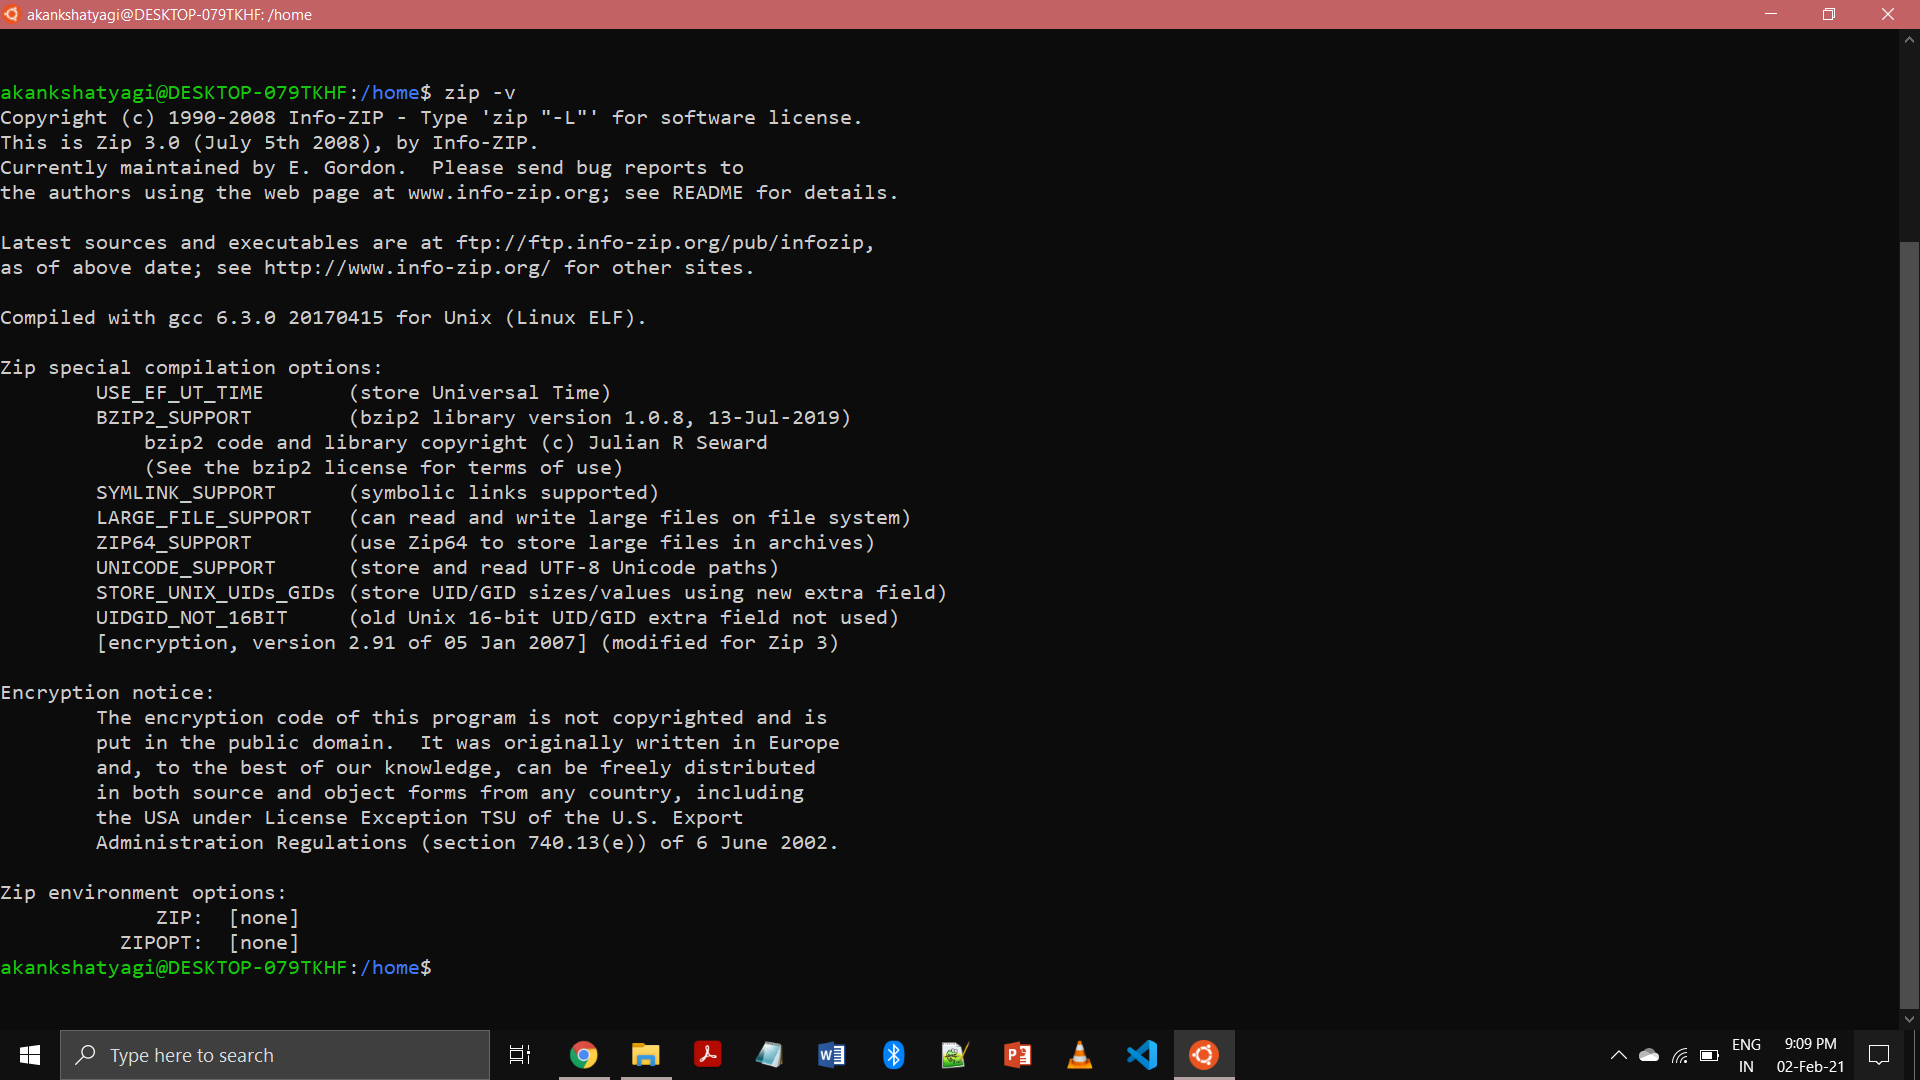 akankshatyagi@DESKTOP-079TKHF: /home
akankshatyagi@DESKTOP-079TKHF:/home$ zip -v
Copyright (c) 1990-2008 Info-ZIP - Type 'zip "-L"' for software license.
This is Zip 3.0 (July 5th 2008), by Info-ZIP.
Currently maintained by E. Gordon.  Please send bug reports to
the authors using the web page at www.info-zip.org; see README for details.

Latest sources and executables are at ftp://ftp.info-zip.org/pub/infozip,
as of above date; see http://www.info-zip.org/ for other sites.

Compiled with gcc 6.3.0 20170415 for Unix (Linux ELF).

Zip special compilation options:
        USE_EF_UT_TIME       (store Universal Time)
        BZIP2_SUPPORT        (bzip2 library version 1.0.8, 13-Jul-2019)
            bzip2 code and library copyright (c) Julian R Seward
            (See the bzip2 license for terms of use)
        SYMLINK_SUPPORT      (symbolic links supported)
        LARGE_FILE_SUPPORT   (can read and write large files on file system)
        ZIP64_SUPPORT        (use Zip64 to store large files in archives)
        UNICODE_SUPPORT      (store and read UTF-8 Unicode paths)
        STORE_UNIX_UIDs_GIDs (store UID/GID sizes/values using new extra field)
        UIDGID_NOT_16BIT     (old Unix 16-bit UID/GID extra field not used)
        [encryption, version 2.91 of 05 Jan 2007] (modified for Zip 3)

Encryption notice:
        The encryption code of this program is not copyrighted and is
        put in the public domain.  It was originally written in Europe
        and, to the best of our knowledge, can be freely distributed
        in both source and object forms from any country, including
        the USA under License Exception TSU of the U.S. Export
        Administration Regulations (section 740.13(e)) of 6 June 2002.

Zip environment options:
             ZIP:  [none]
          ZIPOPT:  [none]
akankshatyagi@DESKTOP-079TKHF:/home$
Type here to search
ENG
IN
9:09 PM
02-Feb-21